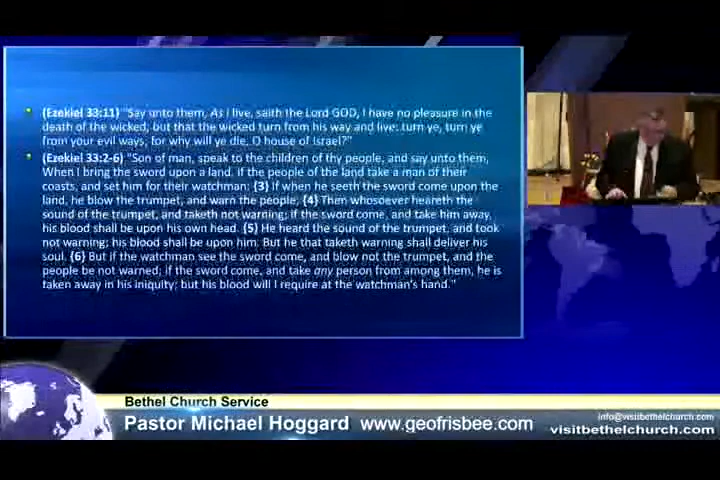 (Ezekiel 33:11) "Say unto them, As I live, saith the Lord GOD, I have no pleasure in the
death of the wicked; but that the wicked turn from his way and live: turn ye, turn ye
from your evil ways; for why will ye die, O house of Israel?"
(Ezekiel 33:2-6) "Son of man, speak to the children of thy people, and say unto them,
When I bring the sword upon a land, if the people of the land take a man of their
coasts, and set him for their watchman: (3) If when he seeth the sword come upon the
land, he blow the trumpet, and warn the people; (4) Then whosoever heareth the
sound of the trumpet, and taketh not warning; if the sword come, and take him away,
his blood shall be upon his own head. (5) He heard the sound of the trumpet, and took
not warning; his blood shall be upon him. But he that taketh warning shall deliver his
soul. (6) But if the watchman see the sword come, and blow not the trumpet, and the
people be not warned; if the sword come, and take any person from among them, he is
taken away in his iniquity; but his blood will I require at the watchman's hand."
Bethel Church Service
Pastor Michael Hoggard www.geofrisbee.com
info@visitbethelchurch.com
visitbethelchurch.com